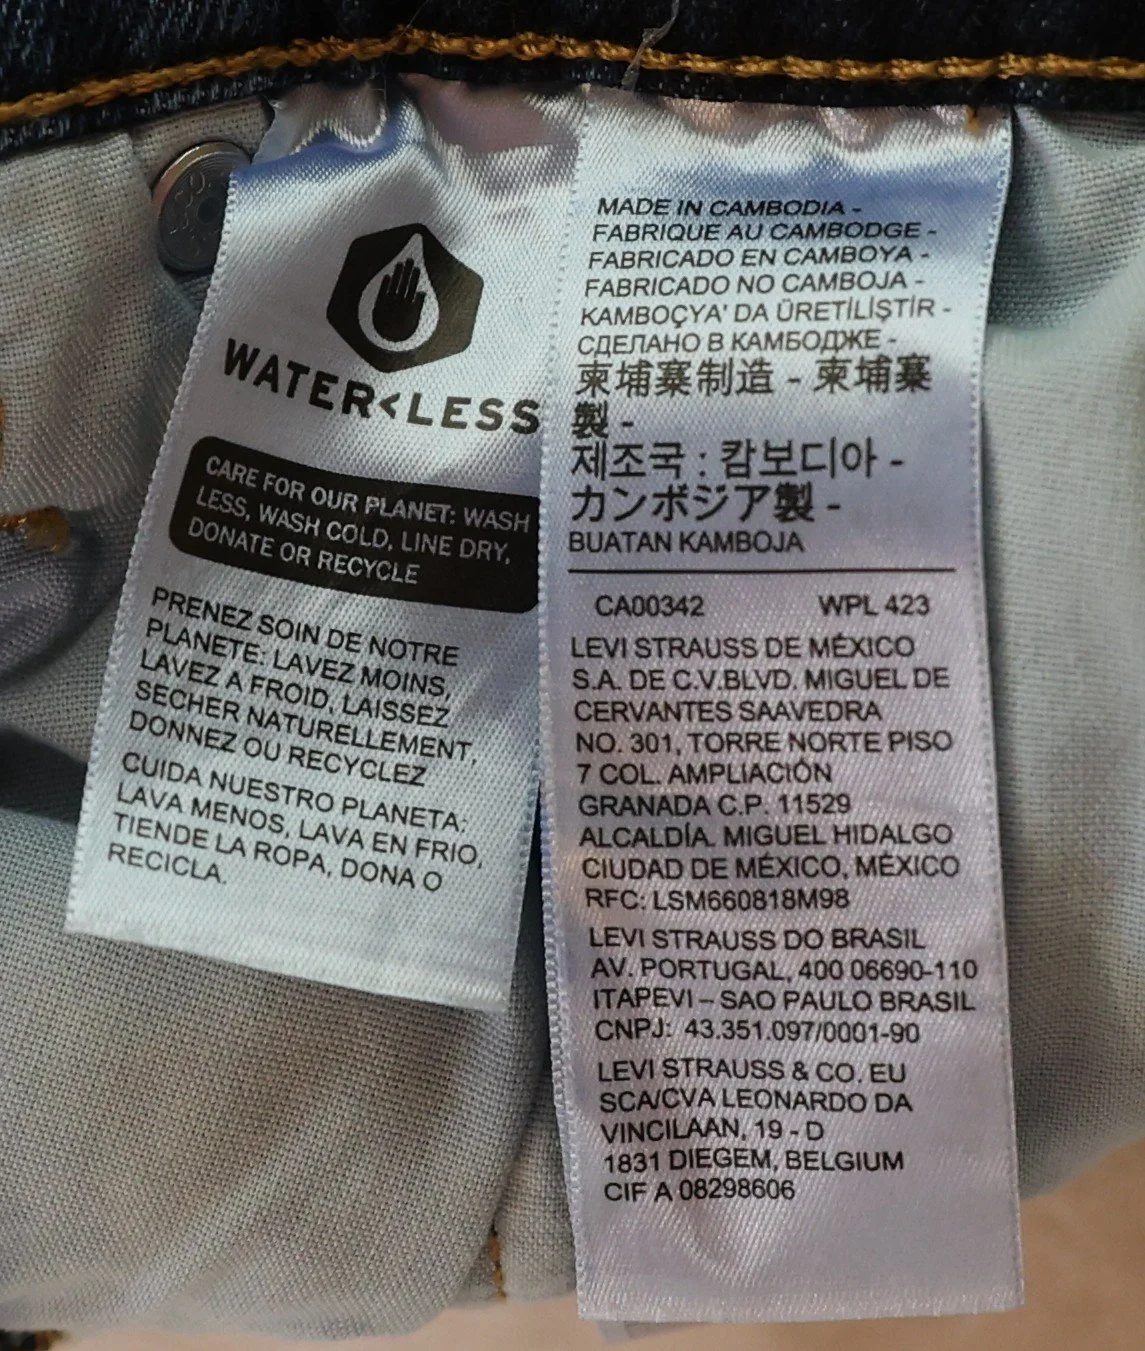 WATER<LESS
CARE FOR OUR PLANET: WASH
LESS, WASH COLD, LINE DRY,
DONATE OR RECYCLE
PRENEZ SOIN DE NOTRE
PLANETE: LAVEZ MOINS,
LAVEZ A FROID, LAISSEZ
SECHER NATURELLEMENT,
DONNEZ OU RECYCLEZ
CUIDA NUESTRO PLANETA:
LAVA MENOS, LAVA EN FRIO,
TIENDE LA ROPA, DONA O
RECICLA.
MADE IN CAMBODIA -
FABRIQUE AU CAMBODGE -
FABRICADO EN CAMBOYA -
FABRICADO NO CAMBOJA -
KAMBOÇYA' DA ÜRETİLİŞTİR -
СДЕЛАНО В КАМБОДЖЕ -
柬埔寨制造 - 柬埔寨
製 -
제조국 : 캄보디아 -
カンボジア製 -
BUATAN KAMBOJA
CA00342 WPL 423
LEVI STRAUSS DE MÉXICO
S.A. DE C.V.BLVD. MIGUEL DE
CERVANTES SAAVEDRA
NO. 301, TORRE NORTE PISO
7 COL. AMPLIACIÓN
GRANADA C.P. 11529
ALCALDÍA. MIGUEL HIDALGO
CIUDAD DE MÉXICO, MÉXICO
RFC: LSM660818M98
LEVI STRAUSS DO BRASIL
AV. PORTUGAL, 400 06690-110
ITAPEVI – SAO PAULO BRASIL
CNPJ: 43.351.097/0001-90
LEVI STRAUSS & CO. EU
SCA/CVA LEONARDO DA
VINCILAAN, 19 - D
1831 DIEGEM, BELGIUM
CIF A 08298606